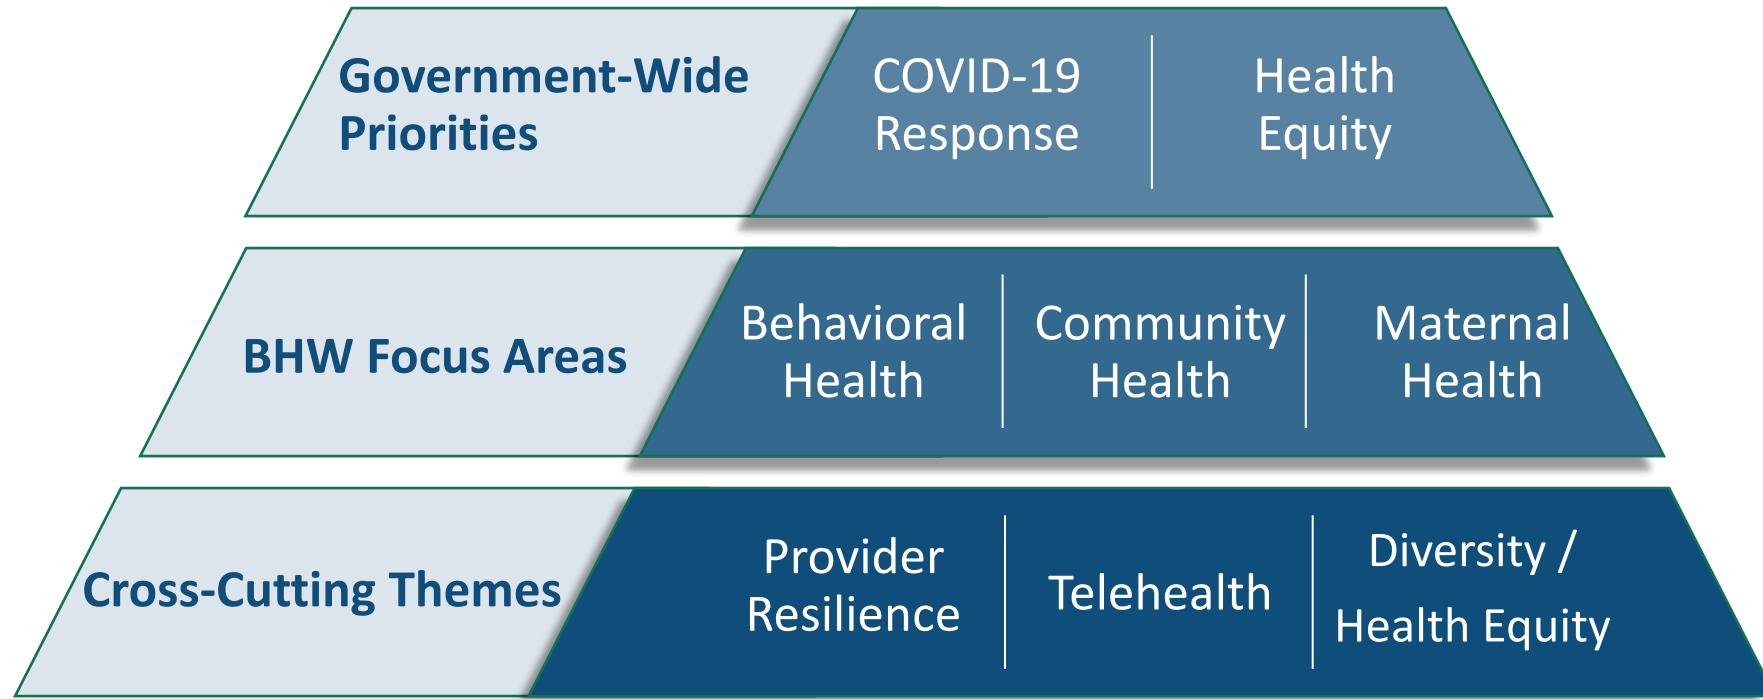 Government-Wide
Priorities
COVID-19
Response
Health
Equity
BHW Focus Areas
Behavioral
Health
Community
Health
Maternal
Health
Cross-Cutting Themes
Provider
Resilience
Telehealth
Diversity /
Health Equity